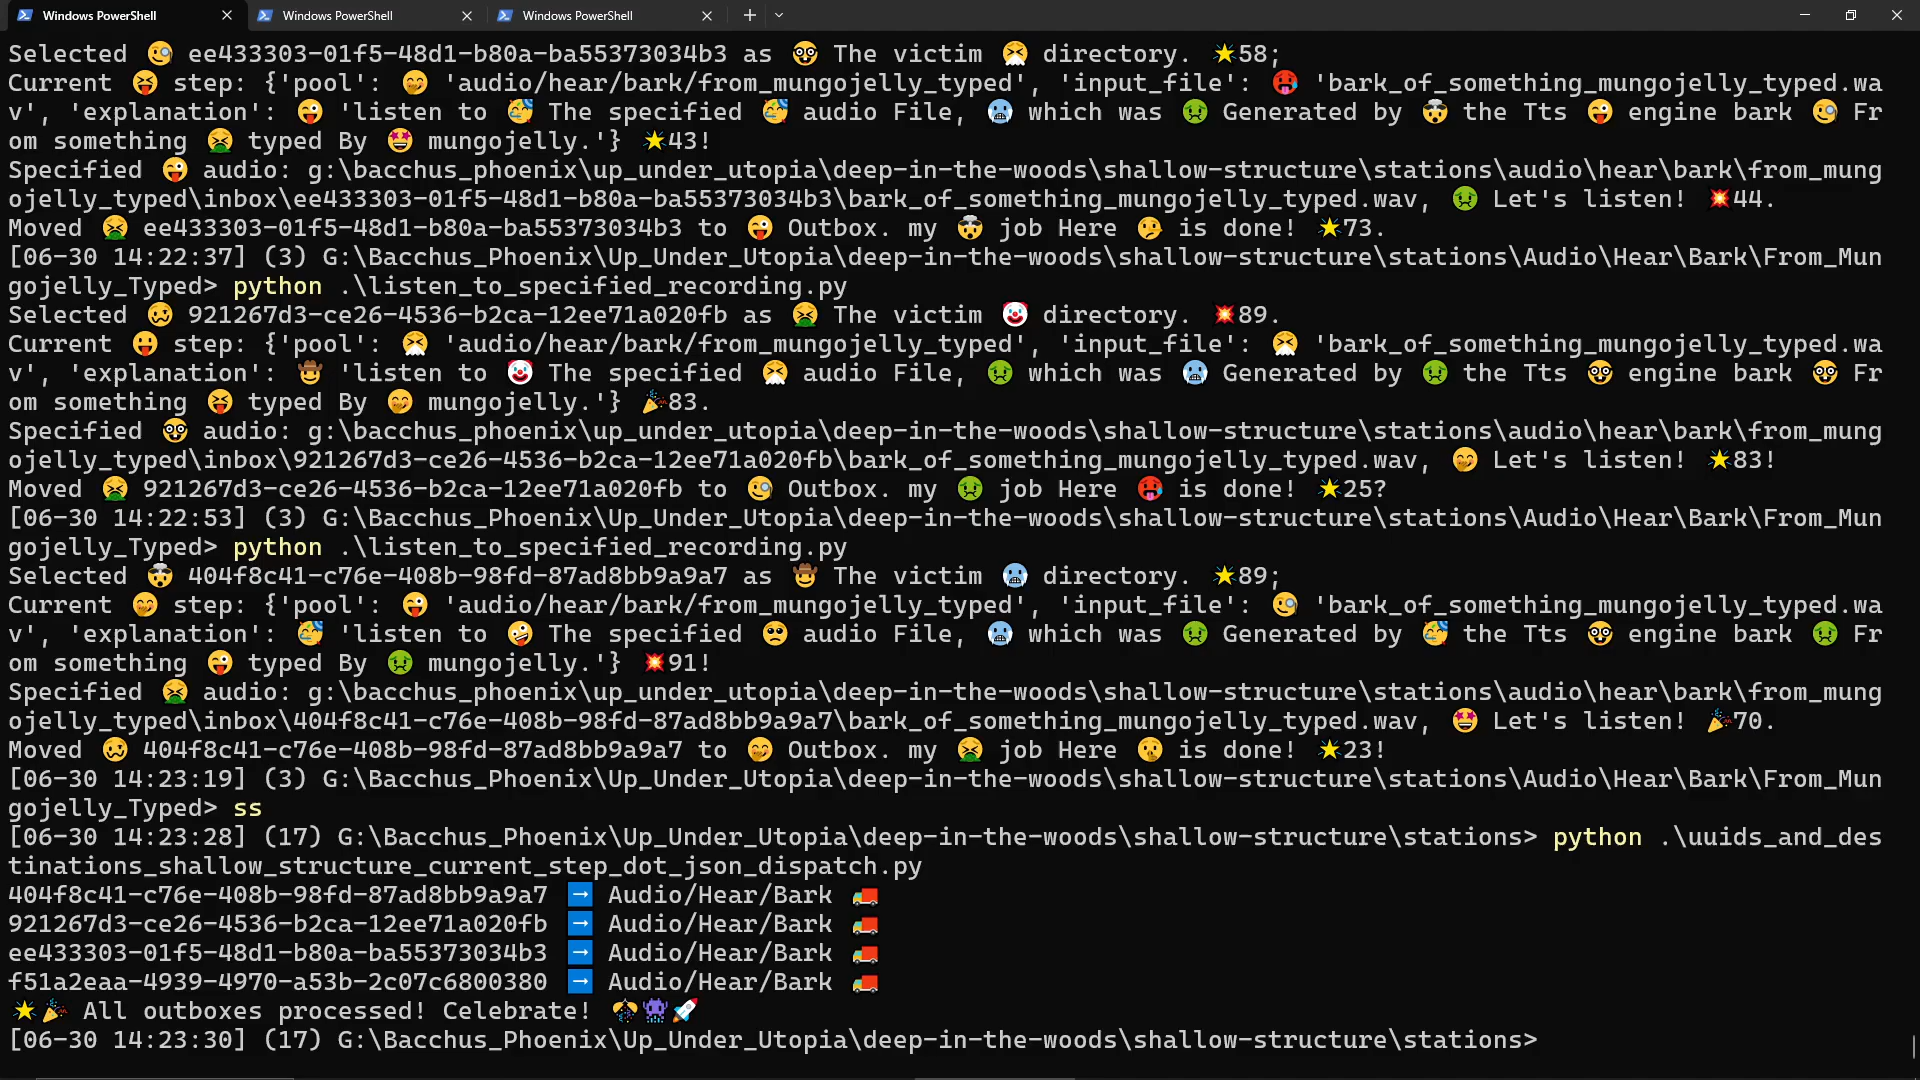 Windows PowerShell
Windows PowerShell
Windows PowerShell
Selected 🧐 ee433303-01f5-48d1-b80a-ba55373034b3 as 🤓 The victim 😤 directory. 🌟58;
Current 😝 step: {'pool': 🤭 'audio/hear/bark/from_mungojelly_typed', 'input_file': 🥵 'bark_of_something_mungojelly_typed.wa
v', 'explanation': 😜 'listen to 🥳 The specified 🥳 audio File, 🥶 which was 🤢 Generated by 🤯 the Tts 😜 engine bark 🧐 Fr
om something 🤮 typed By 🤩 mungojelly.'} 🌟43!
Specified 😜 audio: g:\bacchus_phoenix\up_under_utopia\deep-in-the-woods\shallow-structure\stations\audio\hear\bark\from_mung
ojelly_typed\inbox\ee433303-01f5-48d1-b80a-ba55373034b3\bark_of_something_mungojelly_typed.wav, 🤢 Let's listen! 💥44.
Moved 🤮 ee433303-01f5-48d1-b80a-ba55373034b3 to 😜 Outbox. my 🤯 job Here 🤔 is done! 🌟73.
[06-30 14:22:37] (3) G:\Bacchus_Phoenix\Up_Under_Utopia\deep-in-the-woods\shallow-structure\stations\Audio\Hear\Bark\From_Mun
gojelly_Typed> python .\listen_to_specified_recording.py
Selected 🥴 921267d3-ce26-4536-b2ca-12ee71a020fb as 🤮 The victim 🤡 directory. 💥89.
Current 😛 step: {'pool': 😤 'audio/hear/bark/from_mungojelly_typed', 'input_file': 😤 'bark_of_something_mungojelly_typed.wa
v', 'explanation': 🤠 'listen to 🤡 The specified 😤 audio File, 🤢 which was 🥶 Generated by 🤢 the Tts 🤓 engine bark 🤓 Fr
om something 😝 typed By 🤭 mungojelly.'} 🎉83.
Specified 🤓 audio: g:\bacchus_phoenix\up_under_utopia\deep-in-the-woods\shallow-structure\stations\audio\hear\bark\from_mung
ojelly_typed\inbox\921267d3-ce26-4536-b2ca-12ee71a020fb\bark_of_something_mungojelly_typed.wav, 🤭 Let's listen! 🌟83!
Moved 🤮 921267d3-ce26-4536-b2ca-12ee71a020fb to 🧐 Outbox. my 🤢 job Here 🥵 is done! 🌟25?
[06-30 14:22:53] (3) G:\Bacchus_Phoenix\Up_Under_Utopia\deep-in-the-woods\shallow-structure\stations\Audio\Hear\Bark\From_Mun
gojelly_Typed> python .\listen_to_specified_recording.py
Selected 🤯 404f8c41-c76e-408b-98fd-87ad8bb9a9a7 as 🤠 The victim 🥶 directory. 🌟89;
Current 🤭 step: {'pool': 😜 'audio/hear/bark/from_mungojelly_typed', 'input_file': 🧐 'bark_of_something_mungojelly_typed.wa
v', 'explanation': 🥳 'listen to 🤪 The specified 🥺 audio File, 🥶 which was 🤢 Generated by 🥳 the Tts 🤓 engine bark 🤢 Fr
om something 😜 typed By 🤢 mungojelly.'} 💥91!
Specified 🤮 audio: g:\bacchus_phoenix\up_under_utopia\deep-in-the-woods\shallow-structure\stations\audio\hear\bark\from_mung
ojelly_typed\inbox\404f8c41-c76e-408b-98fd-87ad8bb9a9a7\bark_of_something_mungojelly_typed.wav, 🤩 Let's listen! 🎉70.
Moved 🥴 404f8c41-c76e-408b-98fd-87ad8bb9a9a7 to 🤭 Outbox. my 🤮 job Here 🤫 is done! 🌟23!
[06-30 14:23:19] (3) G:\Bacchus_Phoenix\Up_Under_Utopia\deep-in-the-woods\shallow-structure\stations\Audio\Hear\Bark\From_Mun
gojelly_Typed> ss
[06-30 14:23:28] (17) G:\Bacchus_Phoenix\Up_Under_Utopia\deep-in-the-woods\shallow-structure\stations> python .\uuids_and_des
tinations_shallow_structure_current_step_dot_json_dispatch.py
404f8c41-c76e-408b-98fd-87ad8bb9a9a7 ➡️ Audio/Hear/Bark 🚚
921267d3-ce26-4536-b2ca-12ee71a020fb ➡️ Audio/Hear/Bark 🚚
ee433303-01f5-48d1-b80a-ba55373034b3 ➡️ Audio/Hear/Bark 🚚
f51a2eaa-4939-4970-a53b-2c07c6800380 ➡️ Audio/Hear/Bark 🚚
🌟🎉 All outboxes processed! Celebrate! 🎊👾🚀
[06-30 14:23:30] (17) G:\Bacchus_Phoenix\Up_Under_Utopia\deep-in-the-woods\shallow-structure\stations>